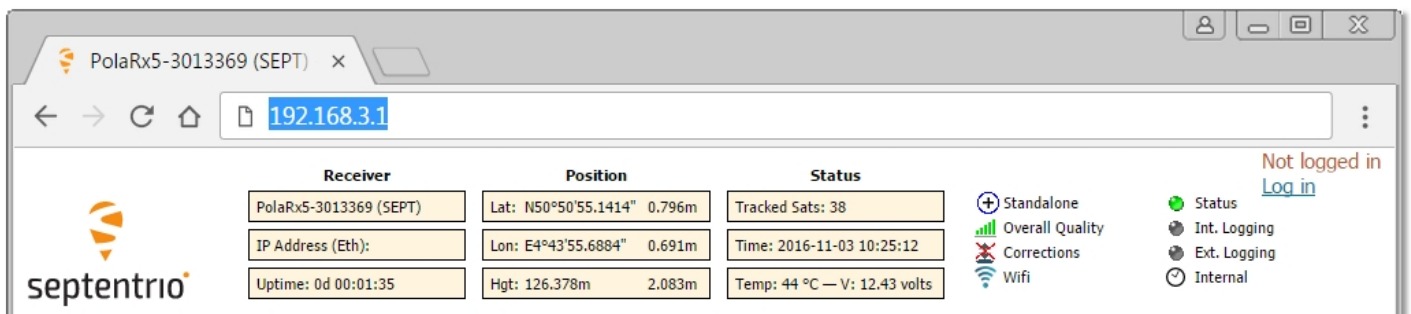 PolaRx5-3013369 (SEPT)
192.168.3.1
Not logged in
Log in
septentrio
Receiver
PolaRx5-3013369 (SEPT)
IP Address (Eth):
Uptime: 0d 00:01:35
Position
Lat: N50°50'55.1414" 0.796m
Lon: E4°43'55.6884" 0.691m
Hgt: 126.378m 2.083m
Status
Tracked Sats: 38
Time: 2016-11-03 10:25:12
Temp: 44 °C — V: 12.43 volts
Standalone
Overall Quality
Corrections
Wifi
Status
Int. Logging
Ext. Logging
Internal